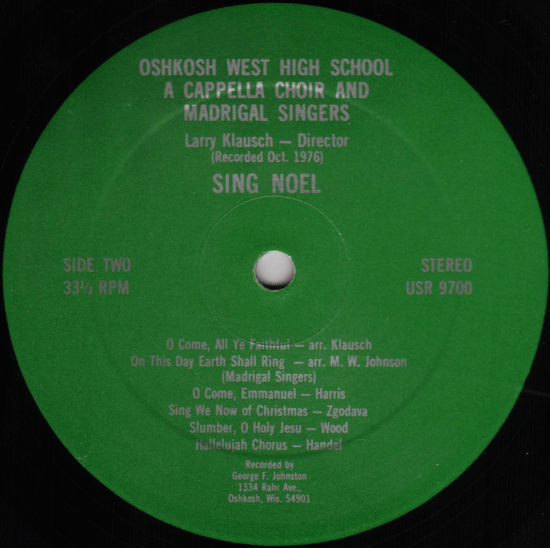 OSHKOSH WEST HIGH SCHOOL
A CAPPELLA CHOIR AND
MADRIGAL SINGERS
Larry Klausch — Director
(Recorded Oct. 1976)
SING NOEL
SIDE TWO
33⅓ RPM
STEREO
USR 9700
O Come, All Ye Faithful — arr. Klausch
On This Day Earth Shall Ring — arr. M. W. Johnson
(Madrigal Singers)
O Come, Emmanuel — Harris
Sing We Now of Christmas — Zgodava
Slumber, O Holy Jesu — Wood
Hallelujah Chorus — Handel
Recorded by
George F. Johnston
1334 Rahr Ave.,
Oshkosh, Wis. 54901